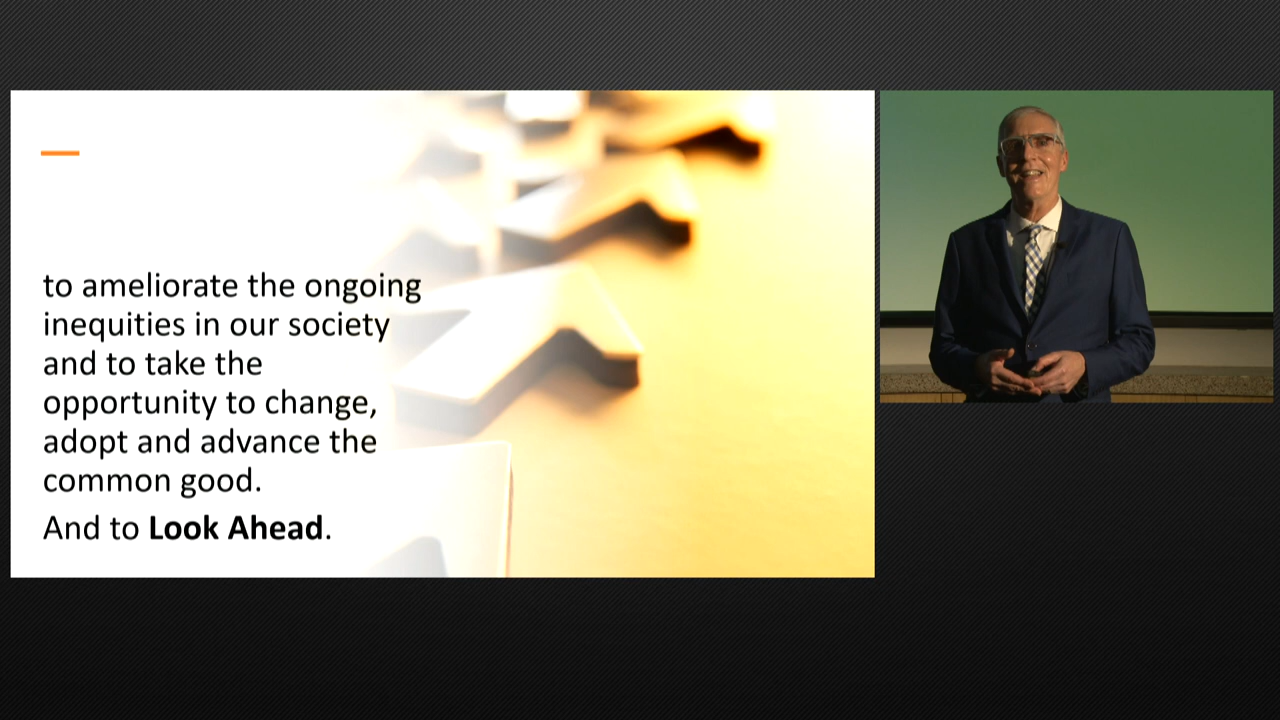 to ameliorate the ongoing
inequities in our society
and to take the
opportunity to change,
adopt and advance the
common good.
And to Look Ahead.